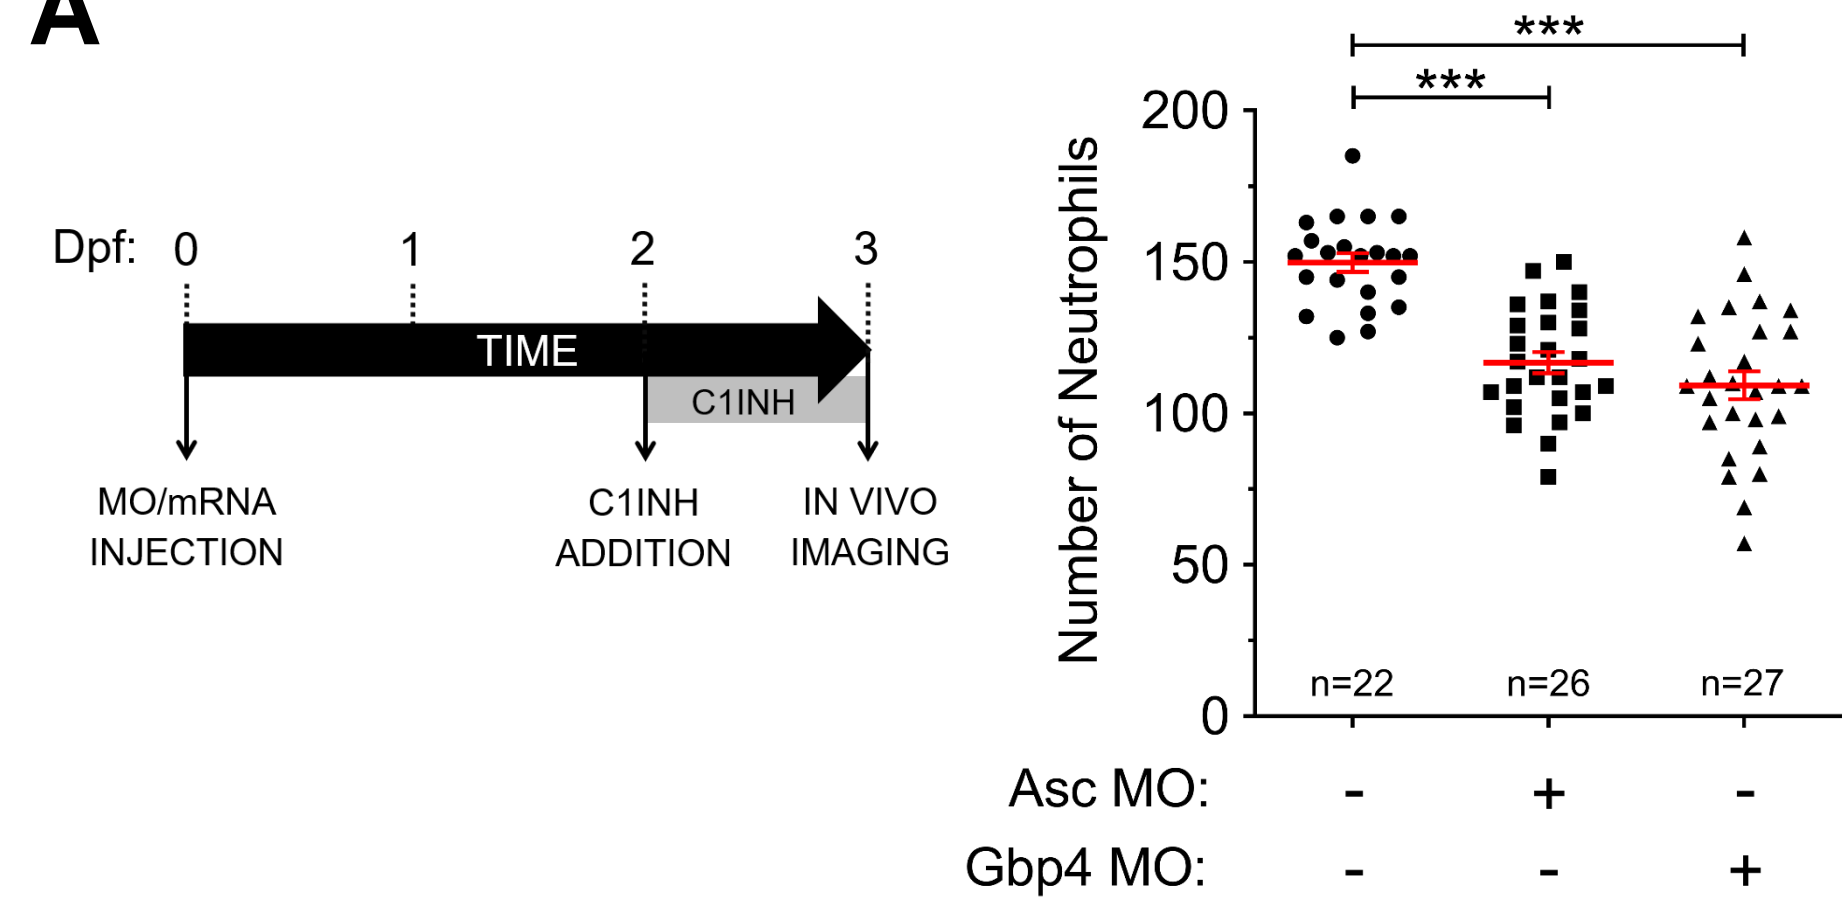 A
Dpf: 0 1 2 3
TIME
C1INH
MO/mRNA
INJECTION
C1INH
ADDITION
IN VIVO
IMAGING
***
***
Number of Neutrophils
200
150
100
50
0
n=22 n=26 n=27
Asc MO: - + -
Gbp4 MO: - - +